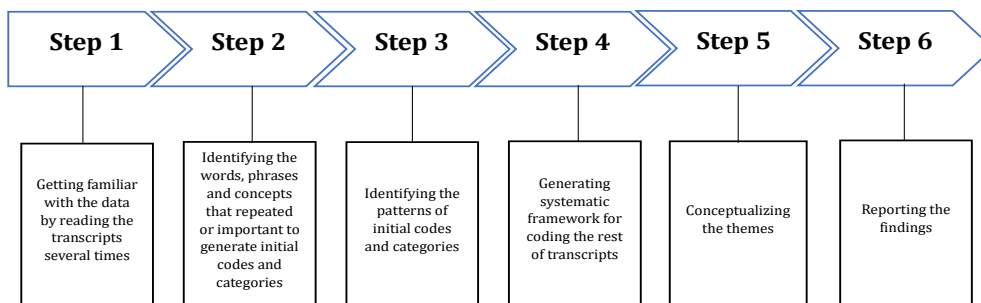 Step 1
Step 2
Step 3
Step 4
Step 5
Step 6
Getting familiar
with the data
by reading the
transcripts
several times
Identifying the
words, phrases
and concepts
that repeated
or important to
generate initial
codes and
categories
Identifying the
patterns of
initial codes
and categories
Generating
systematic
framework for
coding the rest
of transcripts
Conceptualizing
the themes
Reporting the
findings